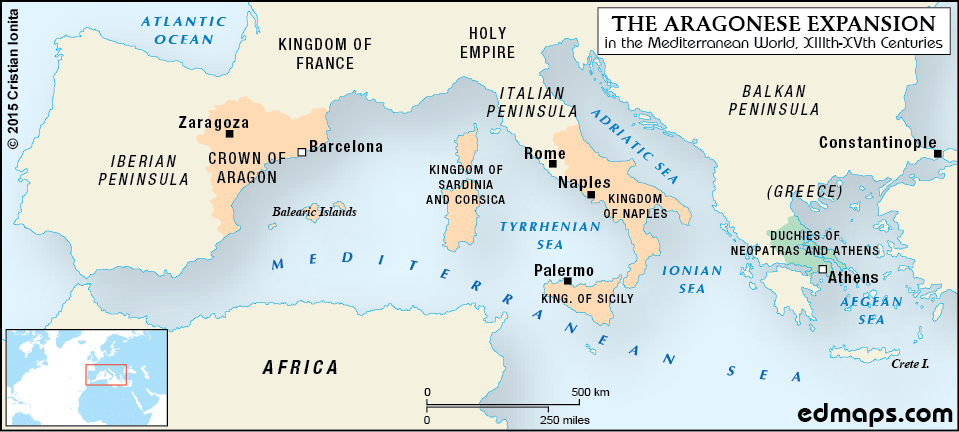 © 2015 Cristian Ionita
ATLANTIC
OCEAN
KINGDOM OF
FRANCE
HOLY
EMPIRE
THE ARAGONESE EXPANSION
in the Mediterranean World, XIIIth-XVth Centuries
ITALIAN
PENINSULA
BALKAN
PENINSULA
Zaragoza
Barcelona
CROWN OF
ARAGON
IBERIAN
PENINSULA
ADRIATIC SEA
Constantinople
Rome
KINGDOM OF
SARDINIA
AND CORSICA
Naples
KINGDOM
OF NAPLES
(GREECE)
Balearic Islands
TYRRHENIAN
SEA
DUCHIES OF
NEOPATRAS AND ATHENS
MEDITERRANEAN SEA
Palermo
IONIAN
SEA
Athens
KING. OF SICILY
AEGEAN
SEA
AFRICA
Crete I.
0 500 km
0 250 miles
edmaps.com